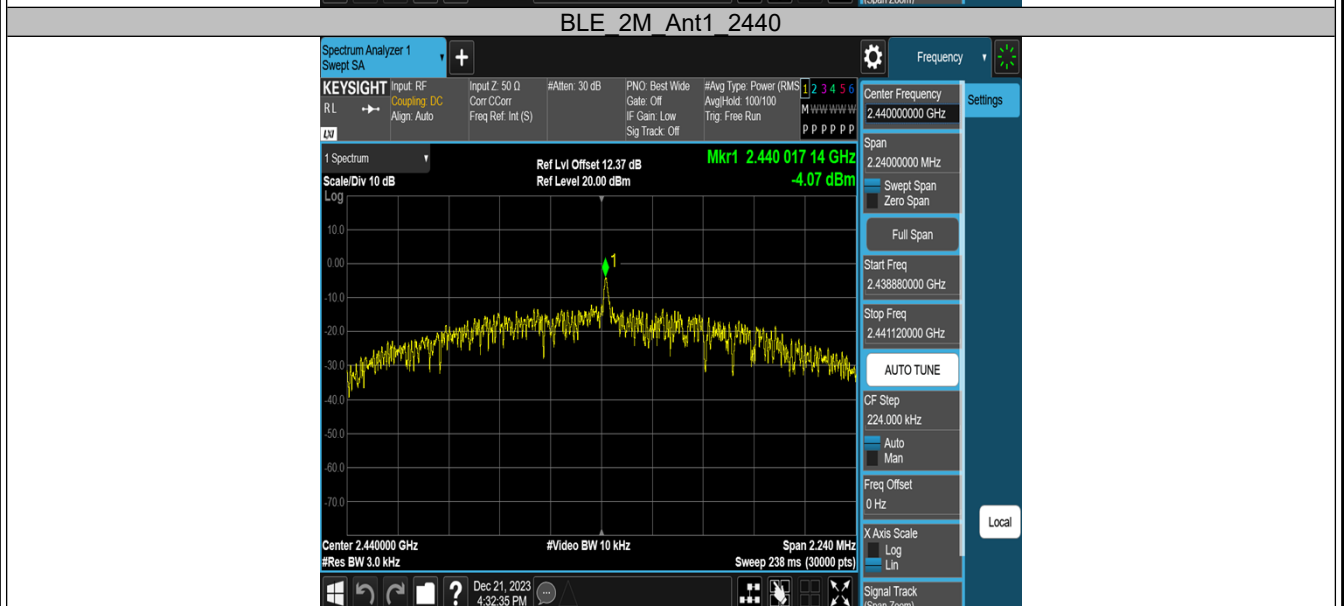 (Span Zoom)
BLE_2M_Ant1_2440
Spectrum Analyzer 1
Swept SA
+
Frequency
KEYSIGHT
RL
LXI
Input: RF
Coupling: DC
Align: Auto
Input Z: 50 Ω
Corr CCorr
Freq Ref: Int (S)
#Atten: 30 dB
PNO: Best Wide
Gate: Off
IF Gain: Low
Sig Track: Off
#Avg Type: Power (RMS
Avg|Hold: 100/100
Trig: Free Run
1 2 3 4 5 6
M W W W W W
P P P P P P
Center Frequency
2.440000000 GHz
Settings
1 Spectrum
Scale/Div 10 dB
Ref Lvl Offset 12.37 dB
Ref Level 20.00 dBm
Mkr1 2.440 017 14 GHz
-4.07 dBm
Span
2.24000000 MHz
Swept Span
Zero Span
Full Span
Start Freq
2.438880000 GHz
Stop Freq
2.441120000 GHz
AUTO TUNE
CF Step
224.000 kHz
Auto
Man
Freq Offset
0 Hz
X Axis Scale
Log
Lin
Signal Track
(Span Zoom)
Local
Log
10.0
0.00
-10.0
-20.0
-30.0
-40.0
-50.0
-60.0
-70.0
1
Center 2.440000 GHz
#Res BW 3.0 kHz
#Video BW 10 kHz
Span 2.240 MHz
Sweep 238 ms (30000 pts)
?
Dec 21, 2023
4:32:35 PM